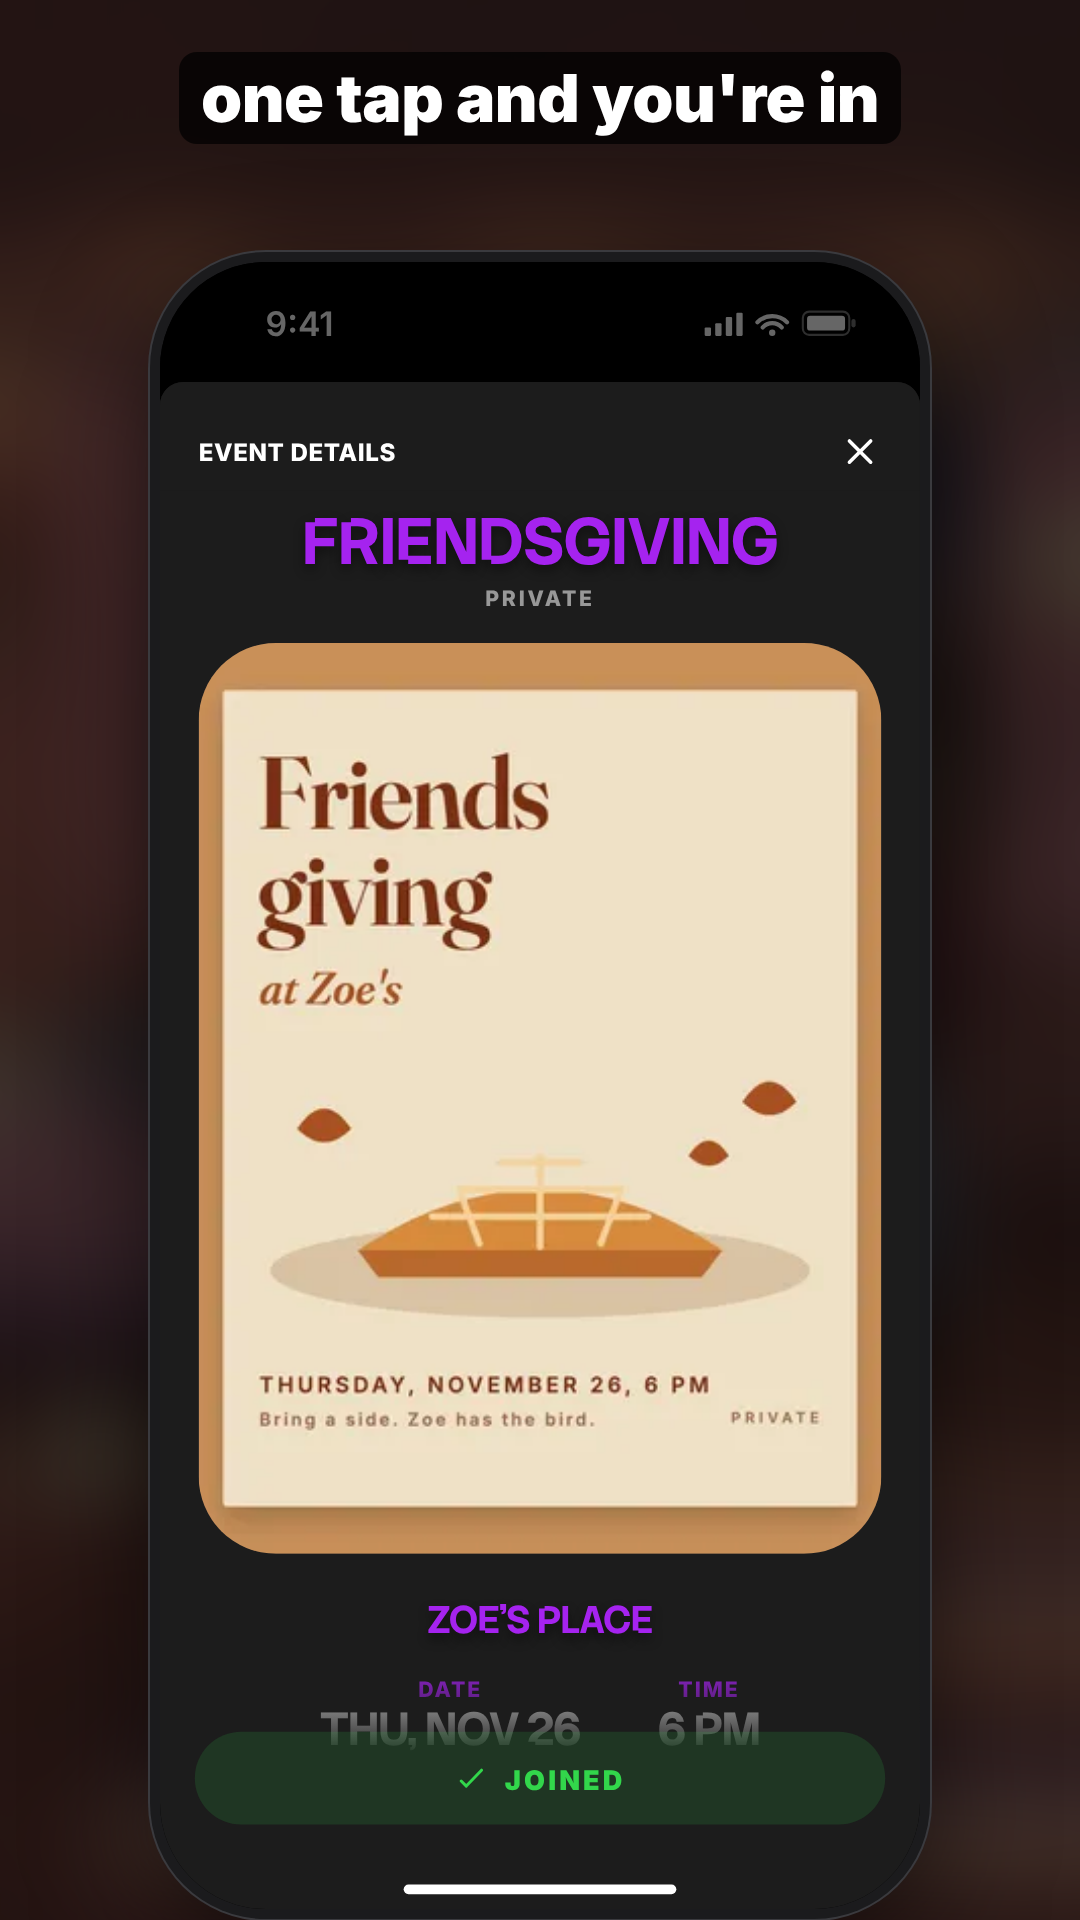 one tap and you're in
9:41
EVENT DETAILS
FRIENDSGIVING
PRIVATE
Friends
giving
at Zoe's
THURSDAY, NOVEMBER 26, 6 PM
Bring a side. Zoe has the bird.
PRIVATE
ZOE’S PLACE
DATE
TIME
THU, NOV 26
6 PM
JOINED